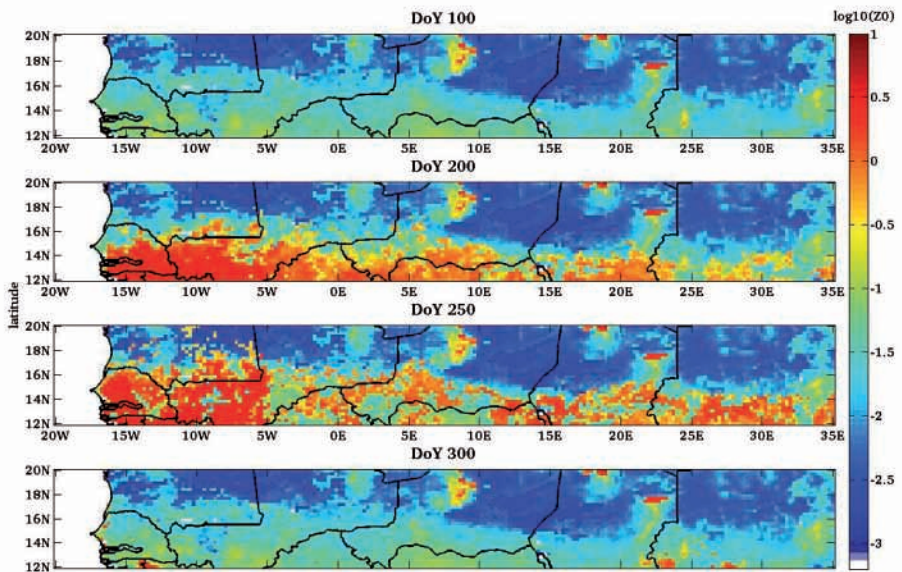 DoY 100
log10(Z0)
20N
18N
16N
14N
12N
20W 15W 10W 5W 0E 5E 10E 15E 20E 25E 30E 35E
DoY 200
20N
18N
16N
14N
12N
20W 15W 10W 5W 0E 5E 10E 15E 20E 25E 30E 35E
latitude
DoY 250
20N
18N
16N
14N
12N
20W 15W 10W 5W 0E 5E 10E 15E 20E 25E 30E 35E
DoY 300
20N
18N
16N
14N
12N
1
0.5
0
-0.5
-1
-1.5
-2
-2.5
-3